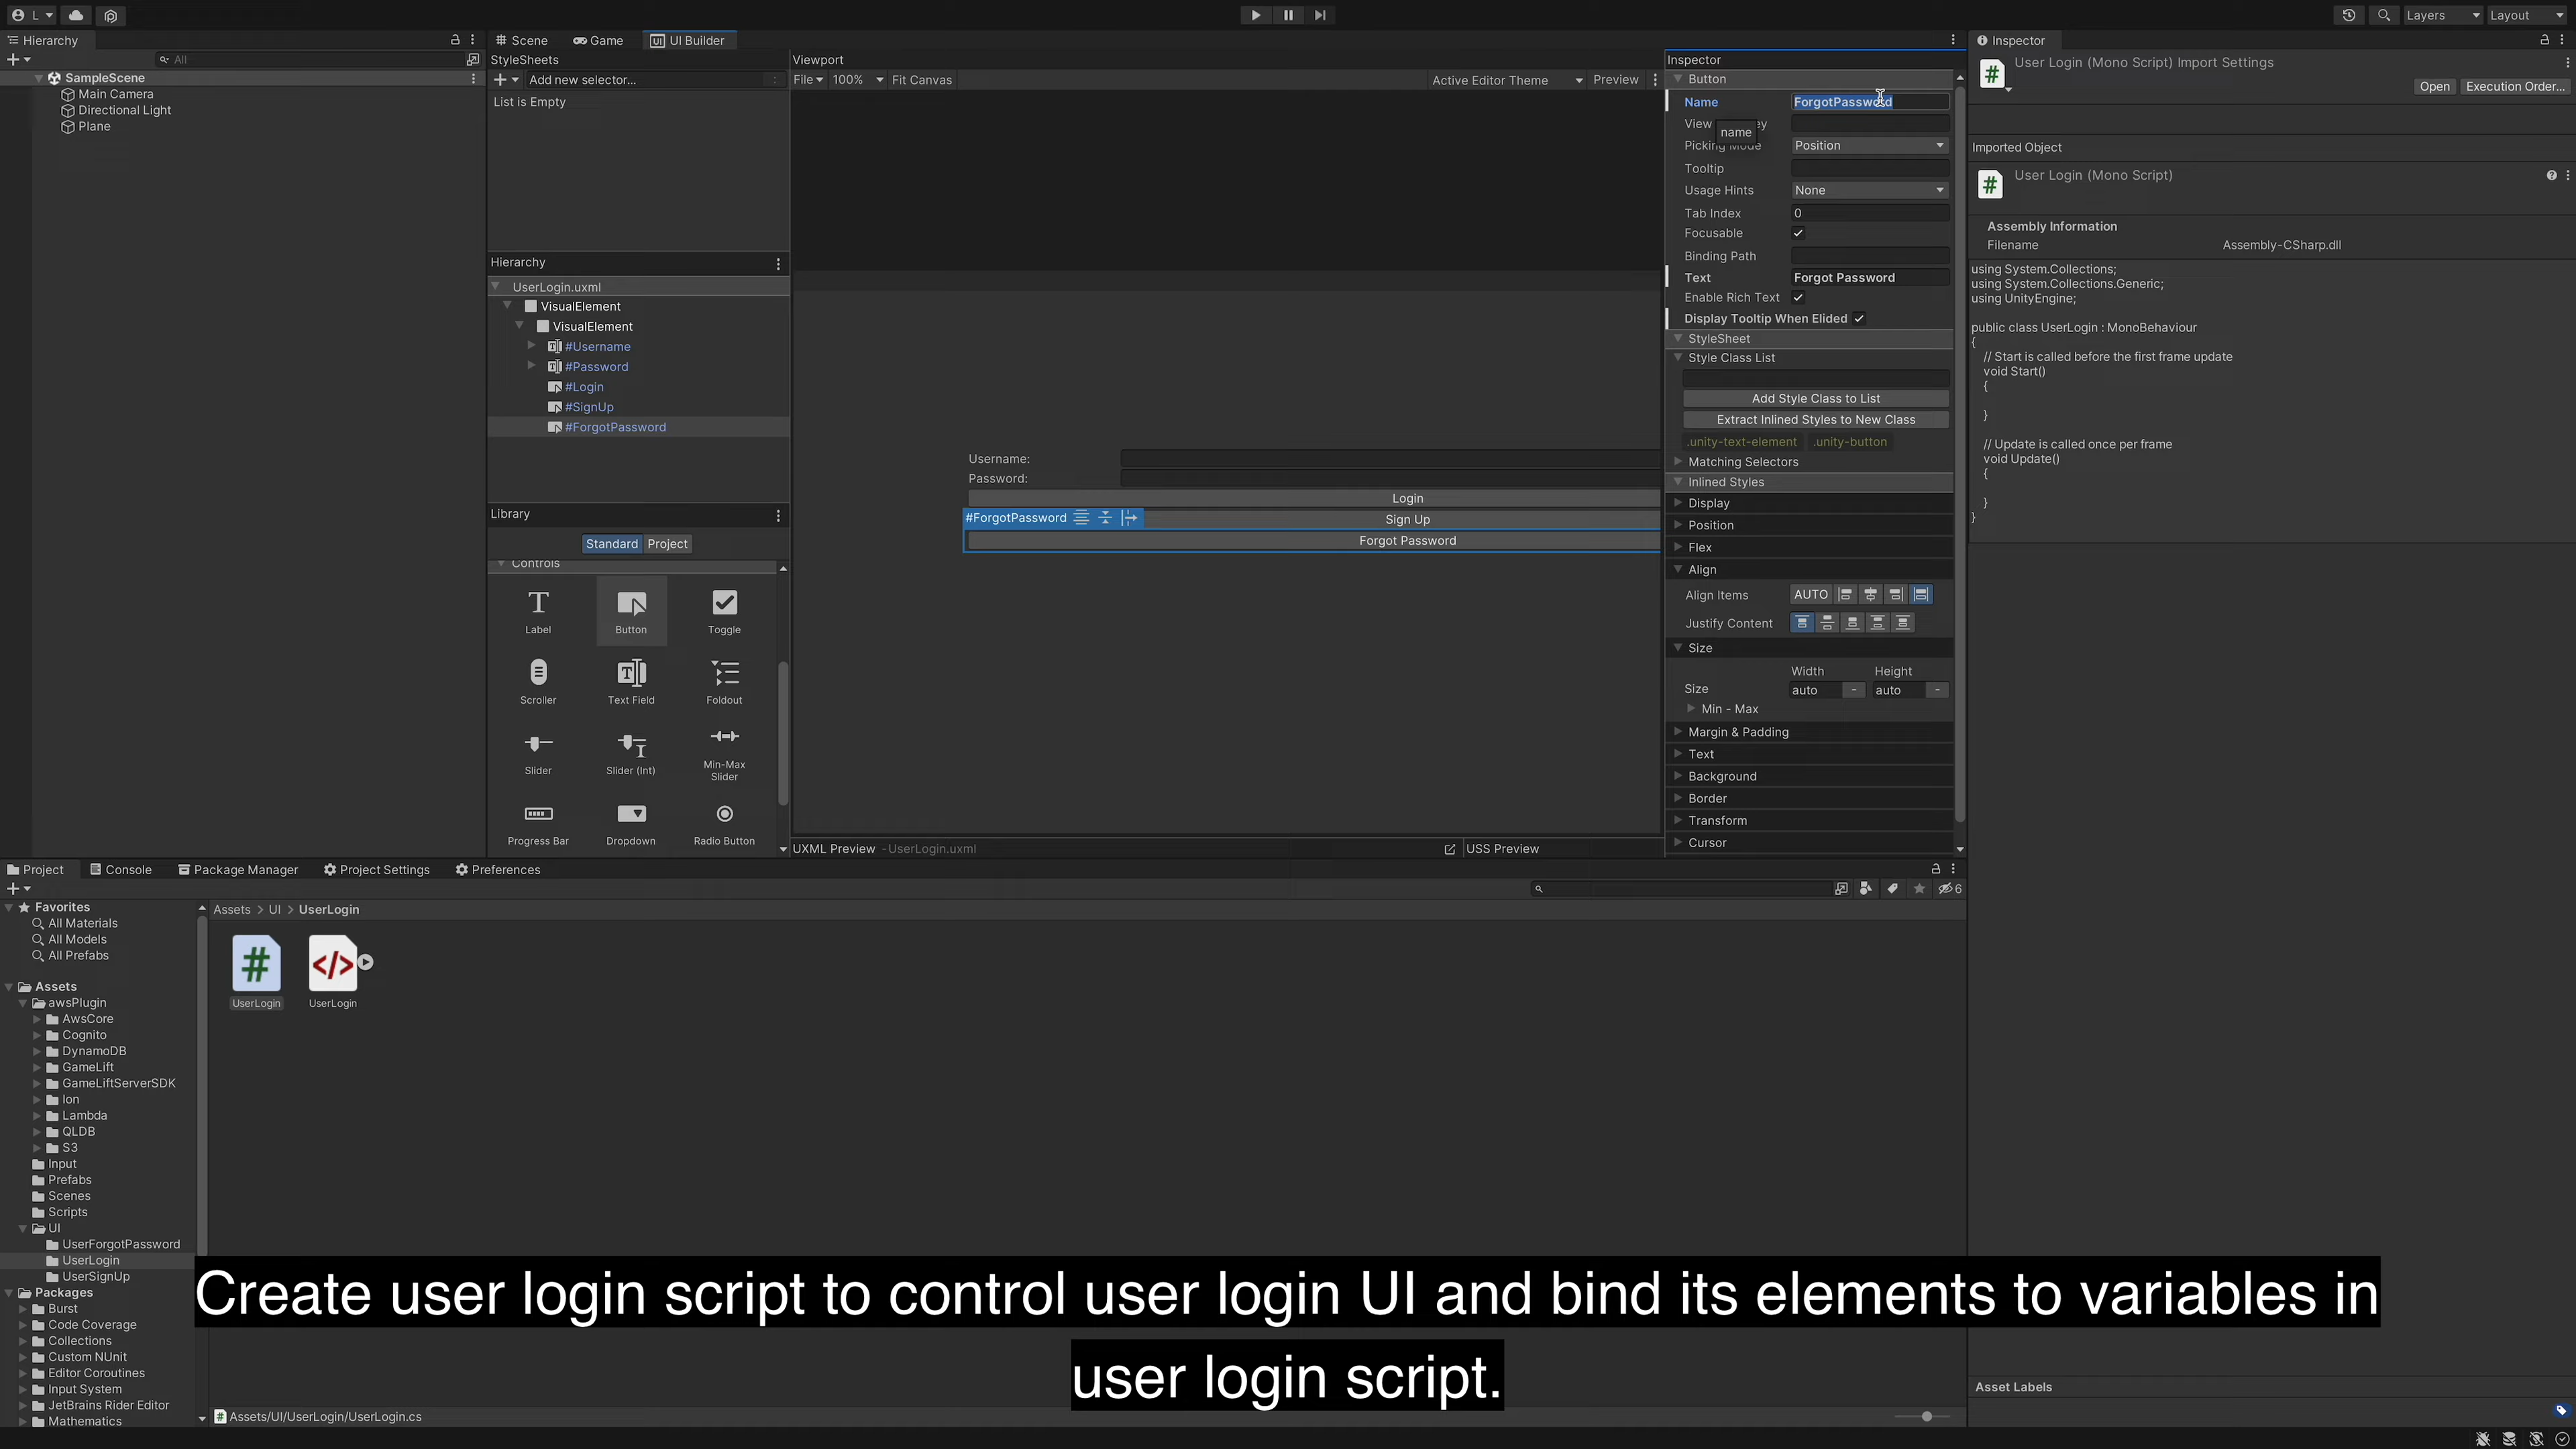 L
Layers
Layout
Hierarchy
All
SampleScene
Main Camera
Directional Light
Plane
Scene
Game
UI Builder
StyleSheets
Add new selector...
List is Empty
Hierarchy
UserLogin.uxml
VisualElement
VisualElement
#Username
#Password
#Login
#SignUp
#ForgotPassword
Library
Standard
Project
Controls
Label
Button
Toggle
Scroller
Text Field
Foldout
Slider
Slider (Int)
Min-Max
Slider
Progress Bar
Dropdown
Radio Button
Viewport
File
100%
Fit Canvas
Active Editor Theme
Preview
Username:
Password:
Login
#ForgotPassword
Sign Up
Forgot Password
UXML Preview - UserLogin.uxml
USS Preview
Inspector
Button
Name ForgotPassword
View
name
Picking Mode Position
Tooltip
Usage Hints None
Tab Index 0
Focusable
Binding Path
Text Forgot Password
Enable Rich Text
Display Tooltip When Elided
StyleSheet
Style Class List
Add Style Class to List
Extract Inlined Styles to New Class
.unity-text-element .unity-button
Matching Selectors
Inlined Styles
Display
Position
Flex
Align
Align Items AUTO
Justify Content
Size
Width Height
Size auto - auto -
Min - Max
Margin & Padding
Text
Background
Border
Transform
Cursor
Inspector
User Login (Mono Script) Import Settings
Open Execution Order...
Imported Object
User Login (Mono Script)
Assembly Information
Filename Assembly-CSharp.dll
using System.Collections;
using System.Collections.Generic;
using UnityEngine;
public class UserLogin : MonoBehaviour
{
// Start is called before the first frame update
void Start()
{
}
// Update is called once per frame
void Update()
{
}
}
Asset Labels
Project
Console
Package Manager
Project Settings
Preferences
6
Favorites
All Materials
All Models
All Prefabs
Assets
awsPlugin
AwsCore
Cognito
DynamoDB
GameLift
GameLiftServerSDK
Ion
Lambda
QLDB
S3
Input
Prefabs
Scenes
Scripts
UI
UserForgotPassword
UserLogin
UserSignUp
Packages
Burst
Code Coverage
Collections
Custom NUnit
Editor Coroutines
Input System
JetBrains Rider Editor
Mathematics
Assets > UI > UserLogin
UserLogin
UserLogin
Assets/UI/UserLogin/UserLogin.cs
Create user login script to control user login UI and bind its elements to variables in
user login script.